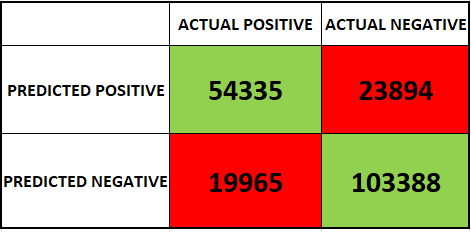 ACTUAL POSITIVE ACTUAL NEGATIVE
PREDICTED POSITIVE 54335 23894
PREDICTED NEGATIVE 19965 103388